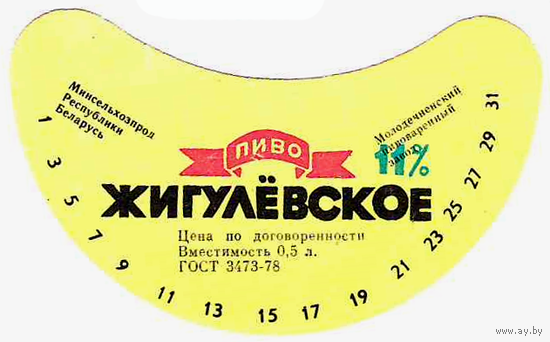 Минсельхозпрод
Республики
Беларусь
Молодечненский
пивоваренный
завод
ПИВО
11%
ЖИГУЛЁВСКОЕ
Цена по договоренности
Вместимость 0,5 л.
ГОСТ 3473-78
1 3 5 7 9 11 13 15 17 19 21 23 25 27 29 31
www.ay.by